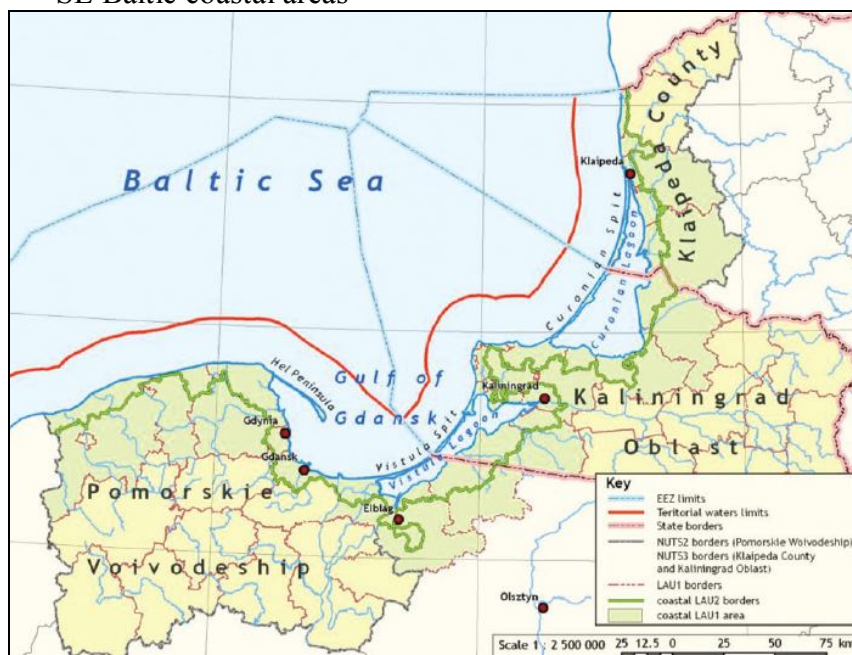 SE Baltic coastal areas
Klaipeda County
Klaipeda
Baltic Sea
Curonian Spit
Curonian Lagoon
Hel Peninsula
Gulf of
Gdansk
Kaliningrad
Kaliningrad
Oblast
Gdynia
Gdansk
Vistula Spit
Vistula Lagoon
Pomorskie
Voivodeship
Elblag
Olsztyn
Key
EEZ limits
Teritorial waters limits
State borders
NUTS2 borders (Pomorskie Woivodeship)
NUTS3 borders (Klaipeda County
and Kaliningrad Oblast)
LAU1 borders
coastal LAU2 borders
coastal LAU1 area
Scale 1 : 2 500 000 25 12.5 0 25 50 75 km